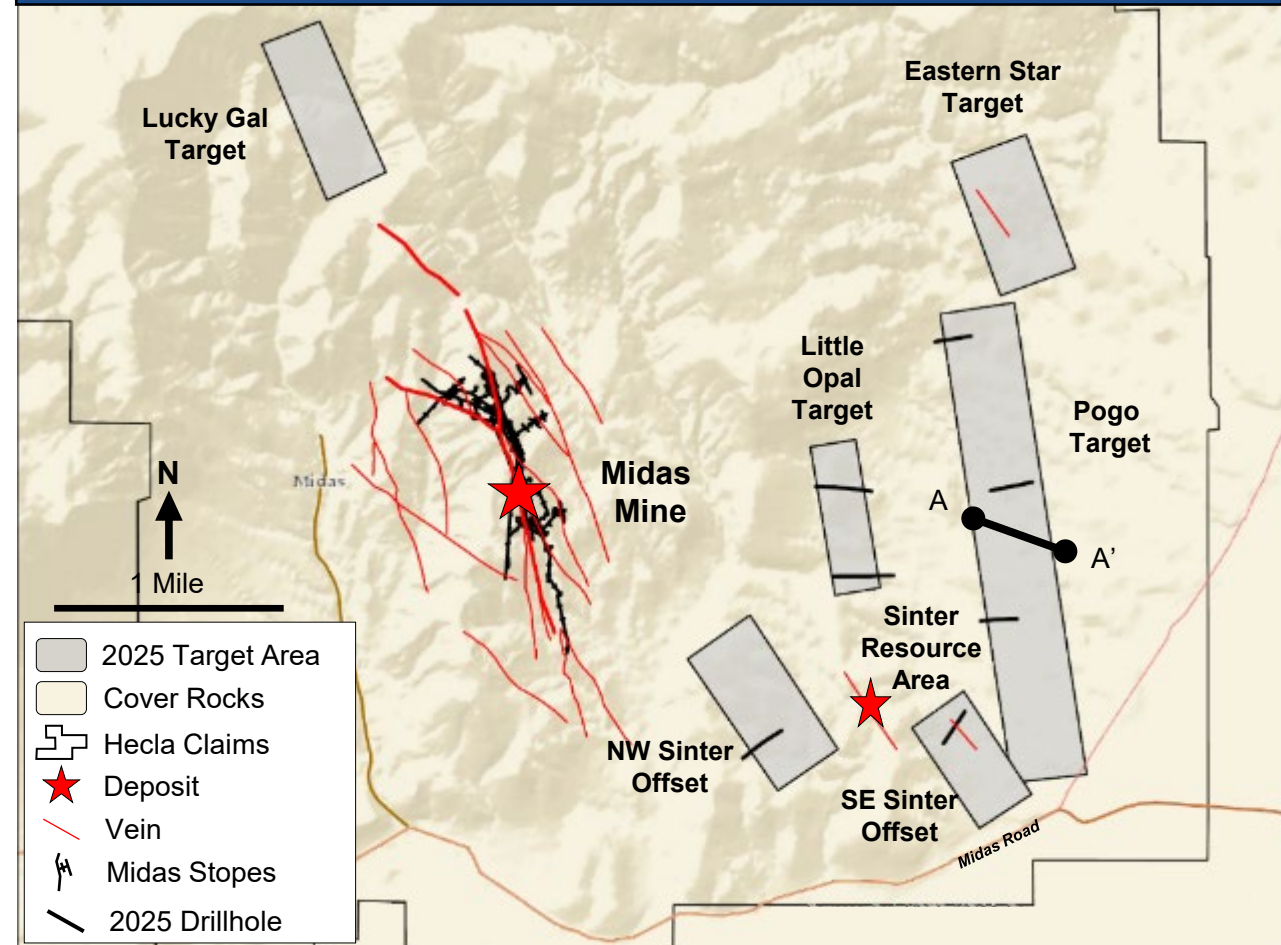 Lucky Gal
Target
Eastern Star
Target
Little
Opal
Target
Pogo
Target
Midas
Midas
Mine
A
A’
N
1 Mile
Sinter
Resource
Area
NW Sinter
Offset
SE Sinter
Offset
Midas Road
2025 Target Area
Cover Rocks
Hecla Claims
Deposit
Vein
Midas Stopes
2025 Drillhole